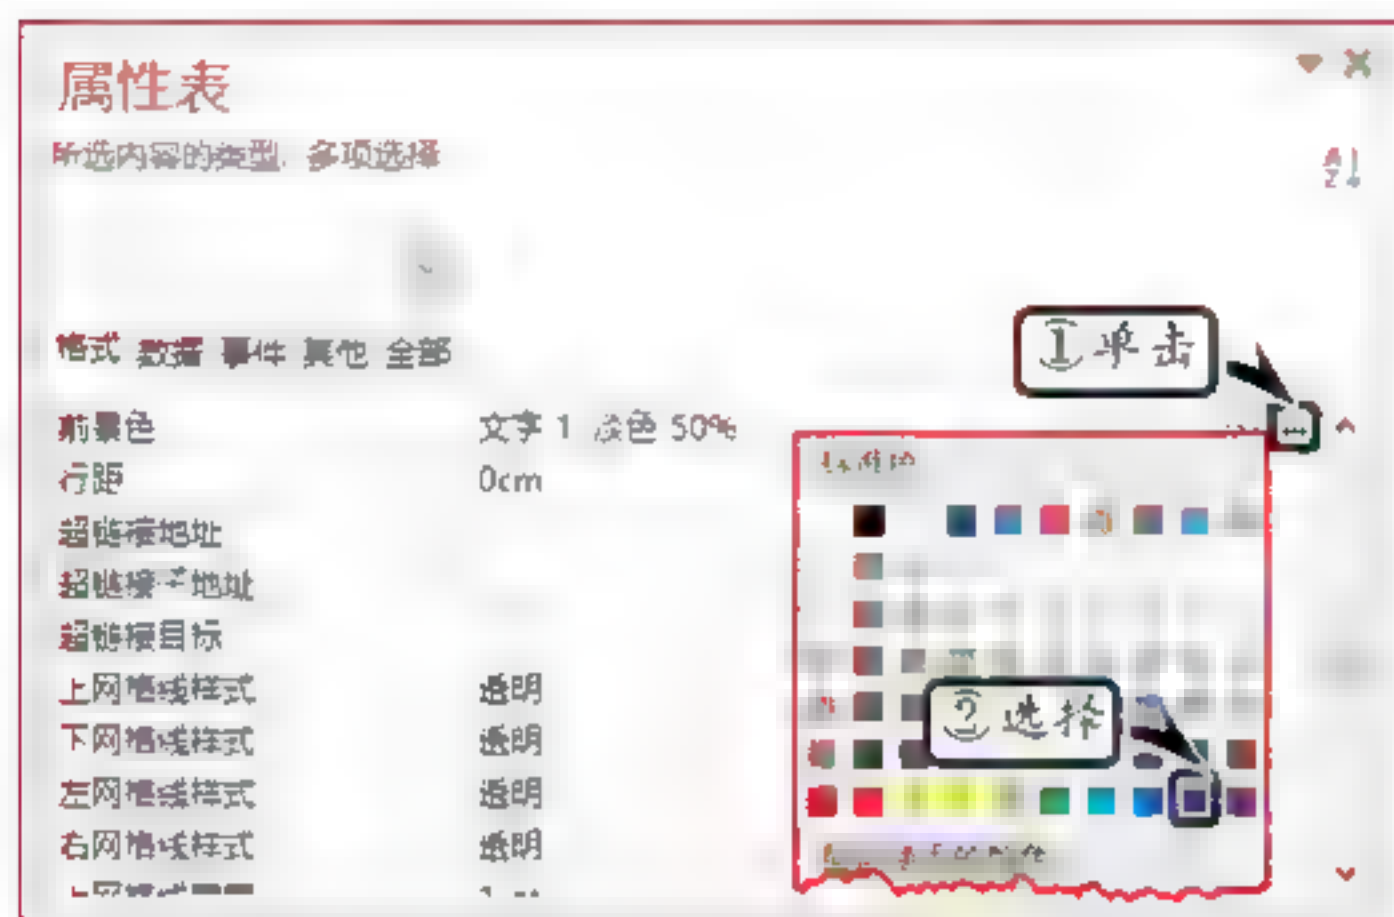 属性表
所选内容的类型: 多项选择
格式 数据 事件 其他 全部
①单击
前景色 文字 1, 淡色 50%
行距 0cm
超链接地址
超链接子地址
超链接目标
上网格线样式 透明
②选择
下网格线样式 透明
左网格线样式 透明
右网格线样式 透明